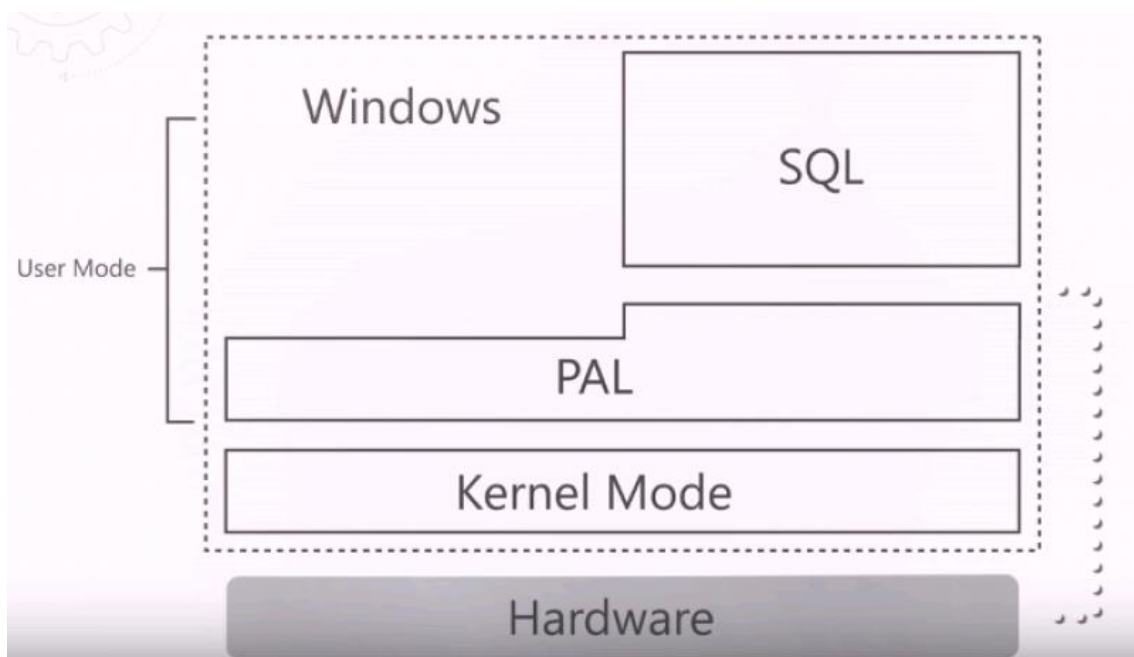 Windows
SQL
User Mode
PAL
Kernel Mode
Hardware